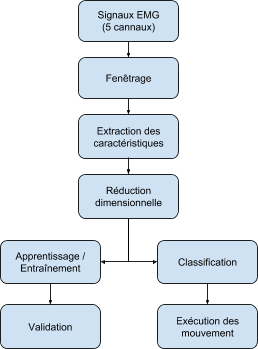 Signaux EMG
(5 cannaux)
Fenêtrage
Extraction des
caractéristiques
Réduction
dimensionnelle
Apprentissage /
Entraînement
Classification
Validation
Exécution des
mouvement